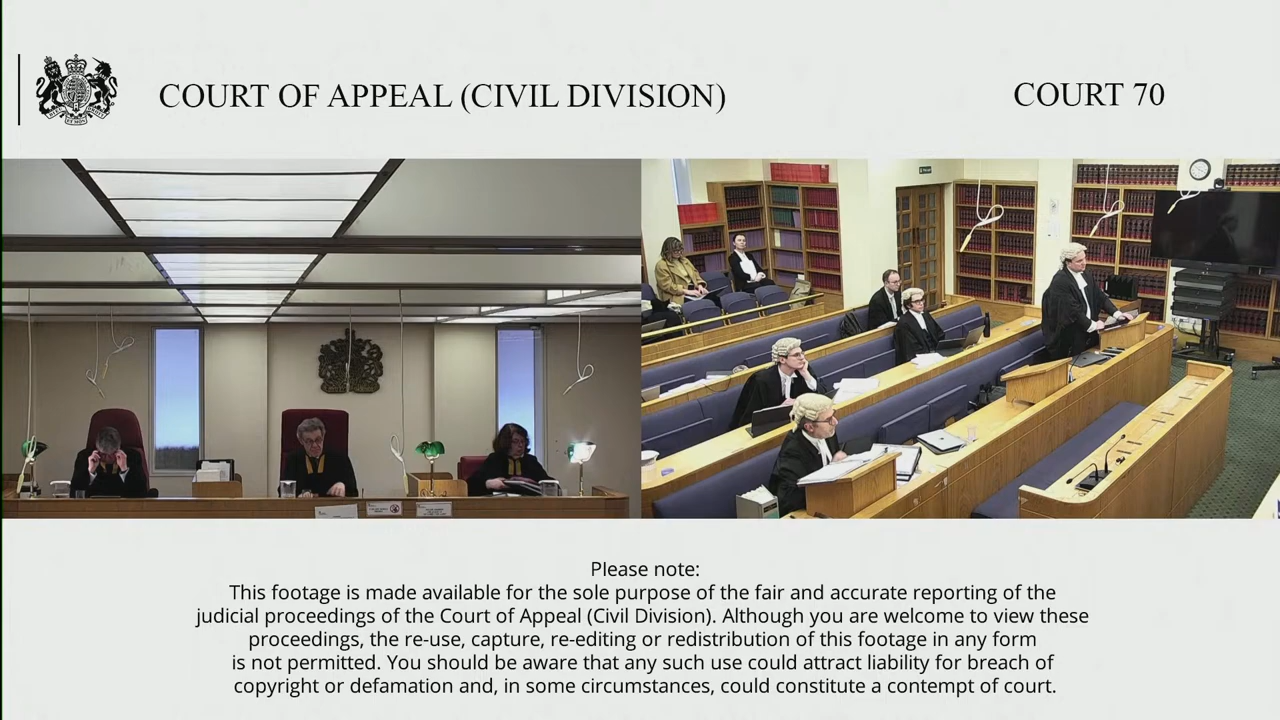 COURT OF APPEAL (CIVIL DIVISION)
COURT 70
Please note:
This footage is made available for the sole purpose of the fair and accurate reporting of the
judicial proceedings of the Court of Appeal (Civil Division). Although you are welcome to view these
proceedings, the re-use, capture, re-editing or redistribution of this footage in any form
is not permitted. You should be aware that any such use could attract liability for breach of
copyright or defamation and, in some circumstances, could constitute a contempt of court.